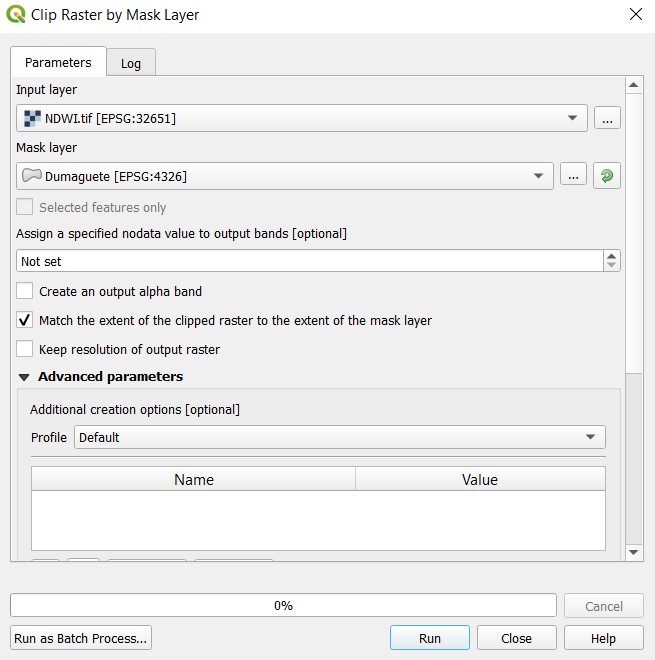 Clip Raster by Mask Layer
Parameters
Log
Input layer
NDWI.tif [EPSG:32651]
...
Mask layer
Dumaguete [EPSG:4326]
...
Selected features only
Assign a specified nodata value to output bands [optional]
Not set
Create an output alpha band
Match the extent of the clipped raster to the extent of the mask layer
Keep resolution of output raster
Advanced parameters
Additional creation options [optional]
Profile Default
Name Value
0%
Cancel
Run as Batch Process... Run Close Help